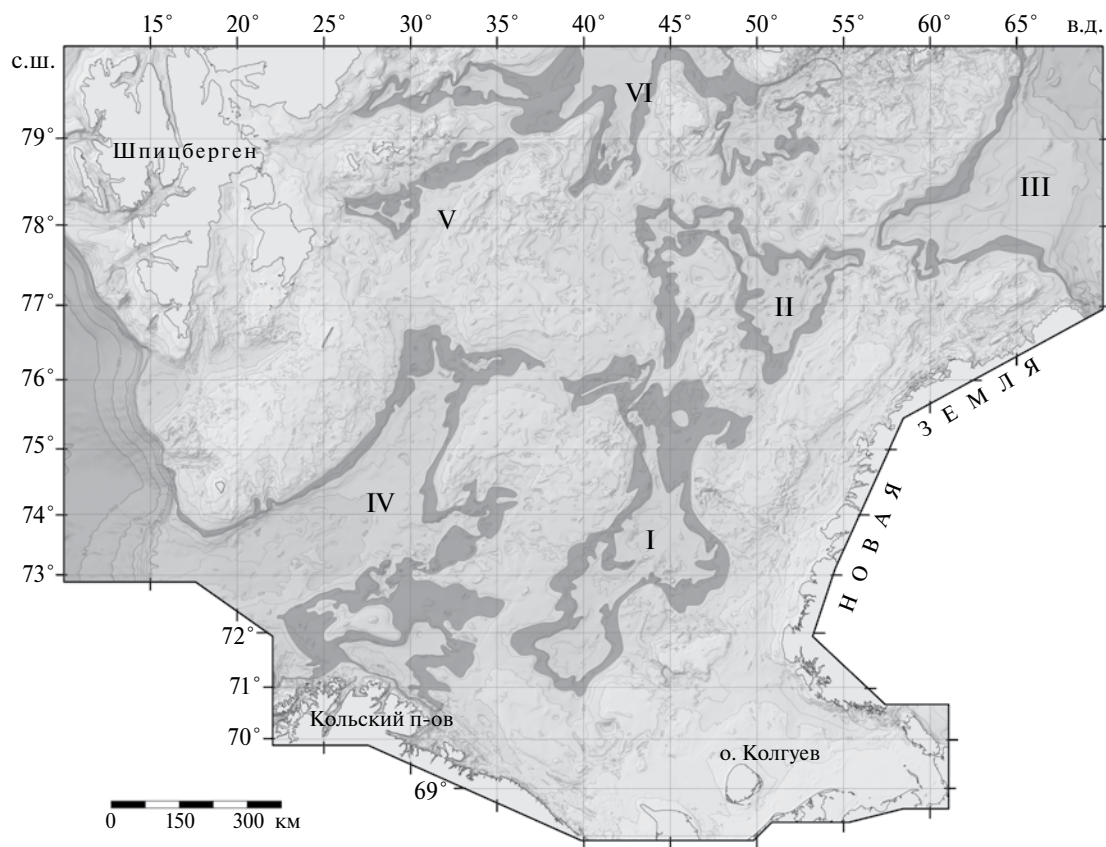 15° 20° 25° 30° 35° 40° 45° 50° 55° 60° 65° в.д.
с.ш.
VI
79°
Шпицберген
III
78°
V
77°
II
76°
НОВАЯ ЗЕМЛЯ
75°
IV
74°
I
73°
72°
71°
Кольский п-ов
70°
о. Колгуев
69°
0 150 300 км